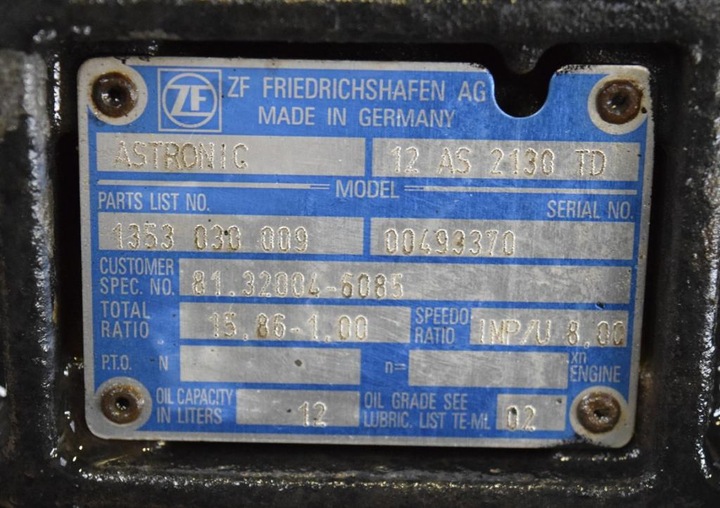 ZF ZF FRIEDRICHSHAFEN AG
MADE IN GERMANY
ASTRONIC 12 AS 2130 TD
MODEL
PARTS LIST NO. SERIAL NO.
1353 030 009 00493370
CUSTOMER SPEC. NO. 81.32004-6085
TOTAL RATIO 15.86-1.00 SPEEDO RATIO IMP/U 8,00
P.T.O. N n= xn ENGINE
OIL CAPACITY IN LITERS 12 OIL GRADE SEE LUBRIC. LIST TE-ML 02